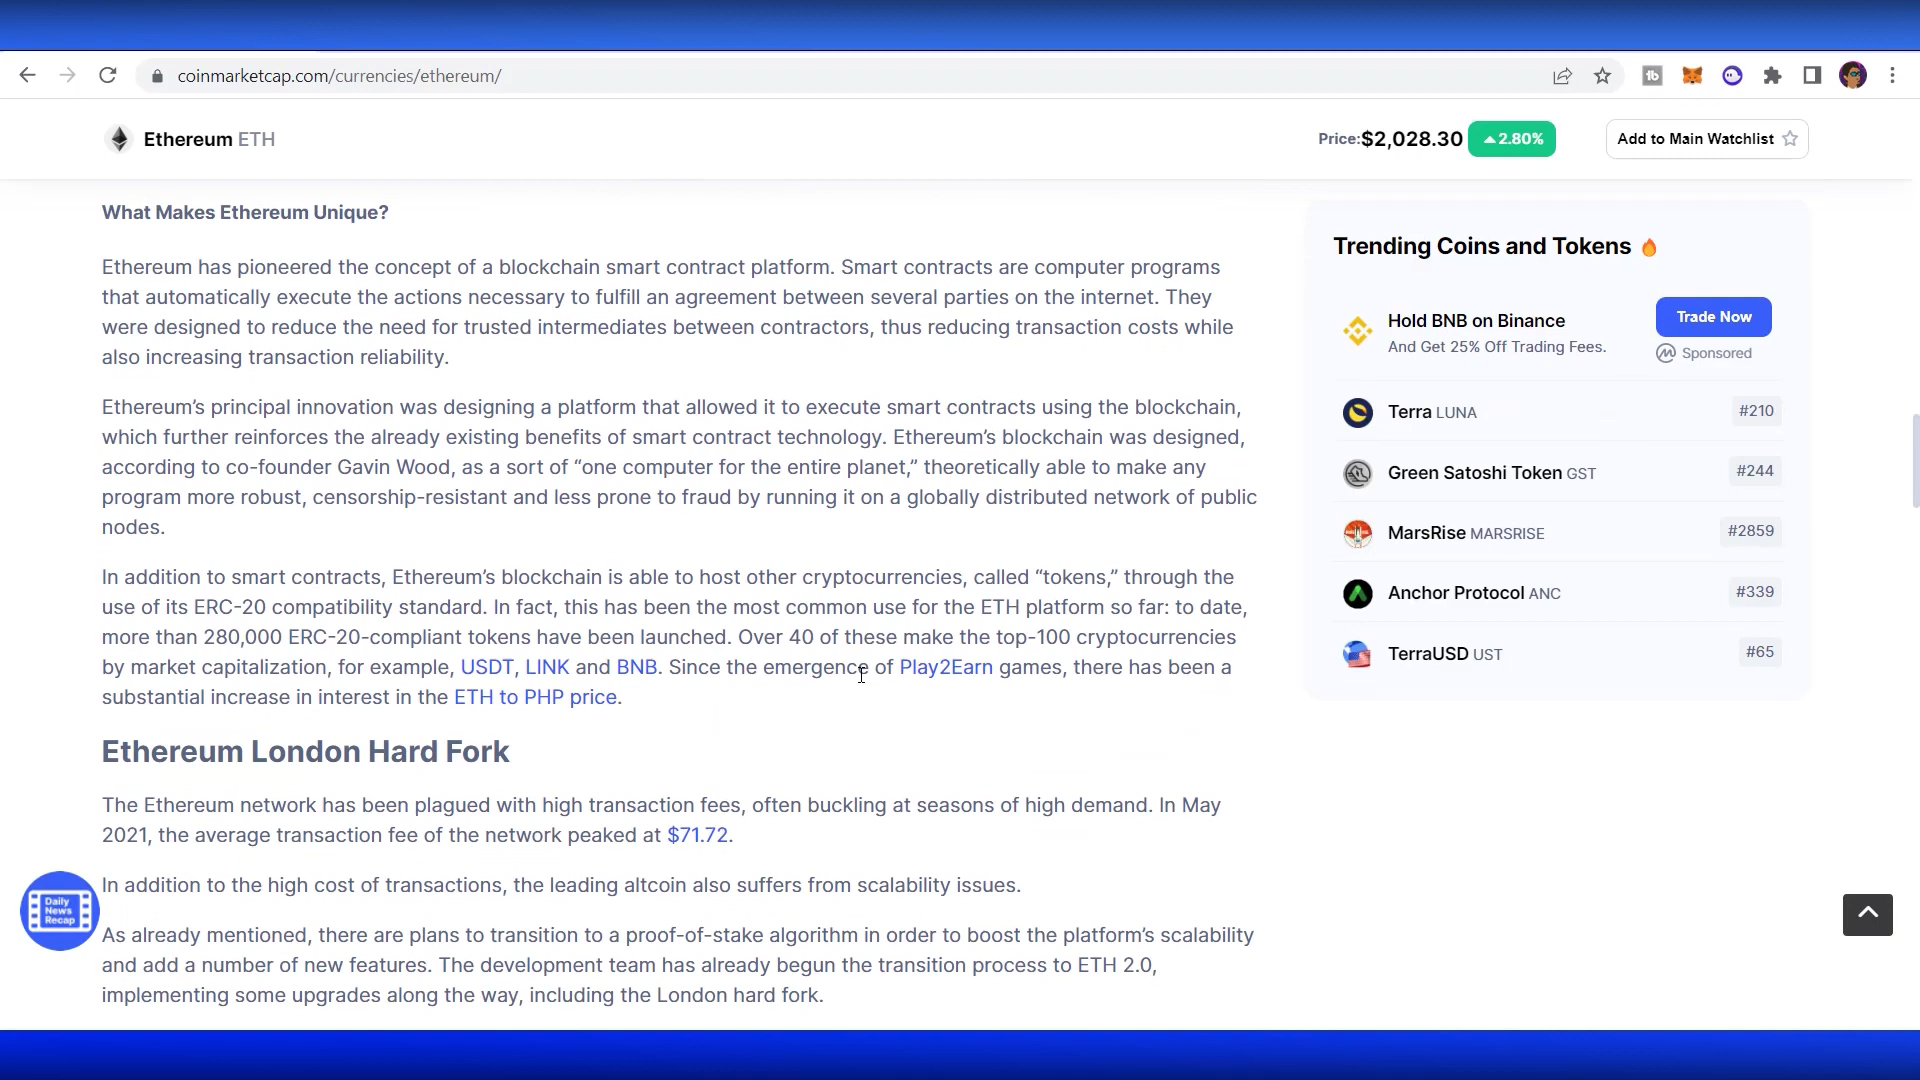 coinmarketcap.com/currencies/ethereum/
Ethereum ETH
Price:$2,028.30 2.80%
Add to Main Watchlist
What Makes Ethereum Unique?
Ethereum has pioneered the concept of a blockchain smart contract platform. Smart contracts are computer programs
that automatically execute the actions necessary to fulfill an agreement between several parties on the internet. They
were designed to reduce the need for trusted intermediates between contractors, thus reducing transaction costs while
also increasing transaction reliability.
Ethereum’s principal innovation was designing a platform that allowed it to execute smart contracts using the blockchain,
which further reinforces the already existing benefits of smart contract technology. Ethereum’s blockchain was designed,
according to co-founder Gavin Wood, as a sort of “one computer for the entire planet,” theoretically able to make any
program more robust, censorship-resistant and less prone to fraud by running it on a globally distributed network of public
nodes.
In addition to smart contracts, Ethereum’s blockchain is able to host other cryptocurrencies, called “tokens,” through the
use of its ERC-20 compatibility standard. In fact, this has been the most common use for the ETH platform so far: to date,
more than 280,000 ERC-20-compliant tokens have been launched. Over 40 of these make the top-100 cryptocurrencies
by market capitalization, for example, USDT, LINK and BNB. Since the emergence of Play2Earn games, there has been a
substantial increase in interest in the ETH to PHP price.
Ethereum London Hard Fork
The Ethereum network has been plagued with high transaction fees, often buckling at seasons of high demand. In May
2021, the average transaction fee of the network peaked at $71.72.
In addition to the high cost of transactions, the leading altcoin also suffers from scalability issues.
As already mentioned, there are plans to transition to a proof-of-stake algorithm in order to boost the platform’s scalability
and add a number of new features. The development team has already begun the transition process to ETH 2.0,
implementing some upgrades along the way, including the London hard fork.
Daily
News
Recap
Trending Coins and Tokens
Hold BNB on Binance
And Get 25% Off Trading Fees.
Trade Now
Sponsored
Terra LUNA #210
Green Satoshi Token GST #244
MarsRise MARSRISE #2859
Anchor Protocol ANC #339
TerraUSD UST #65